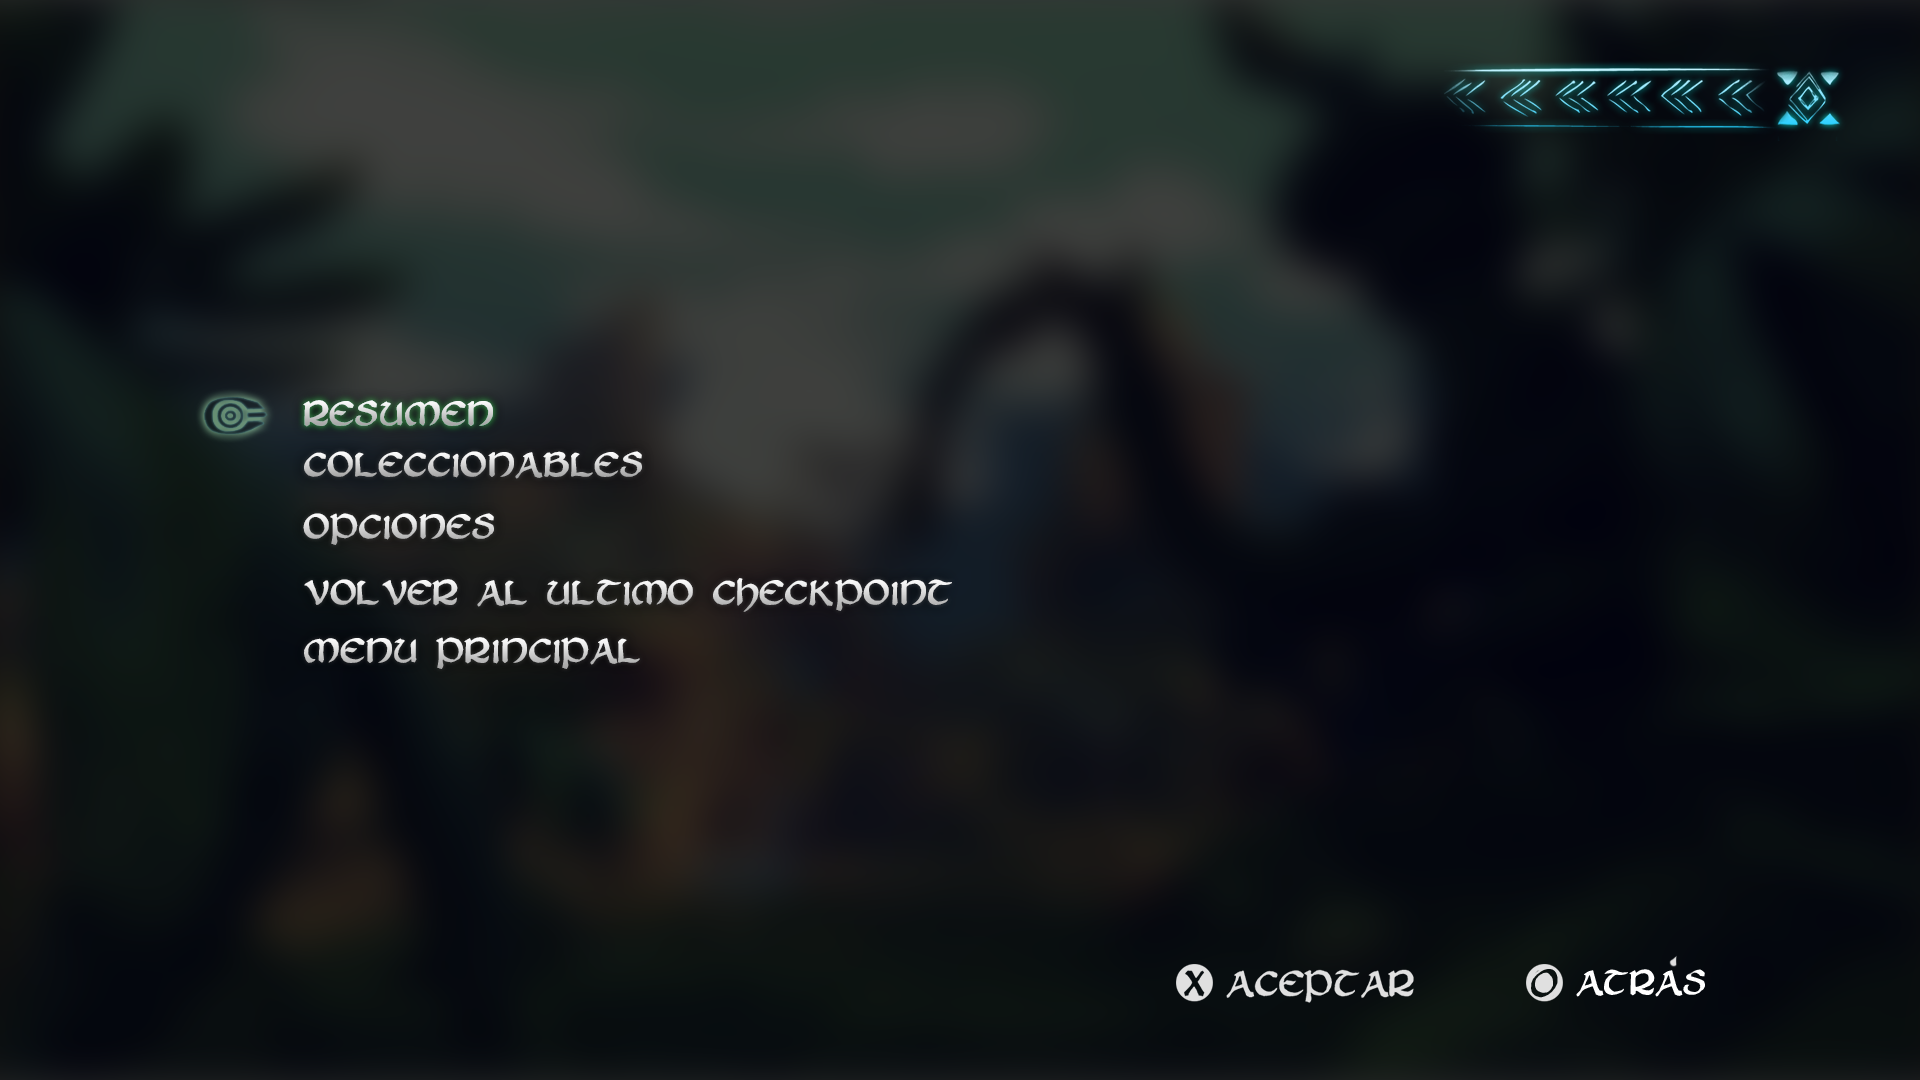 RESUMEN
COLECCIONABLES
OPCIONES
VOLVER AL ULTIMO CHECKPOINT
MENU PRINCIPAL
X ACEPTAR
ATRÁS